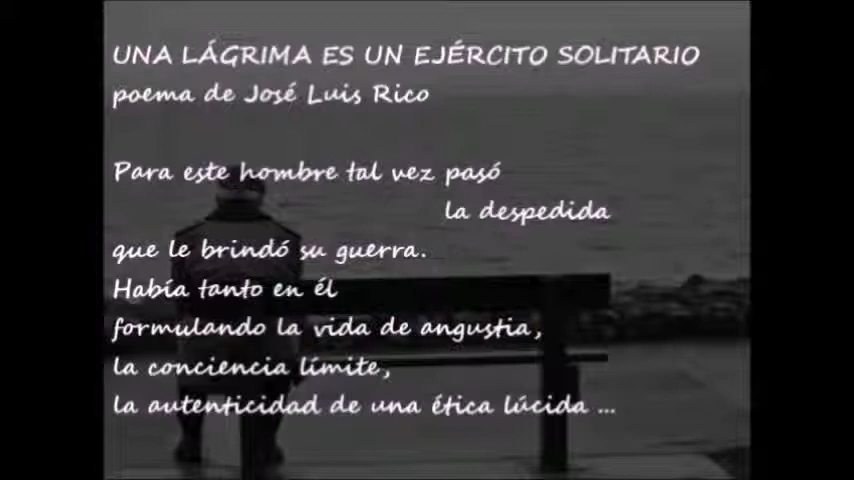 UNA LÁGRIMA ES UN EJÉRCITO SOLITARIO
poema de José Luis Rico
Para este hombre tal vez pasó
la despedida
que le brindó su guerra.
Había tanto en él
formulando la vida de angustia,
la conciencia límite,
la autenticidad de una ética lúcida ...